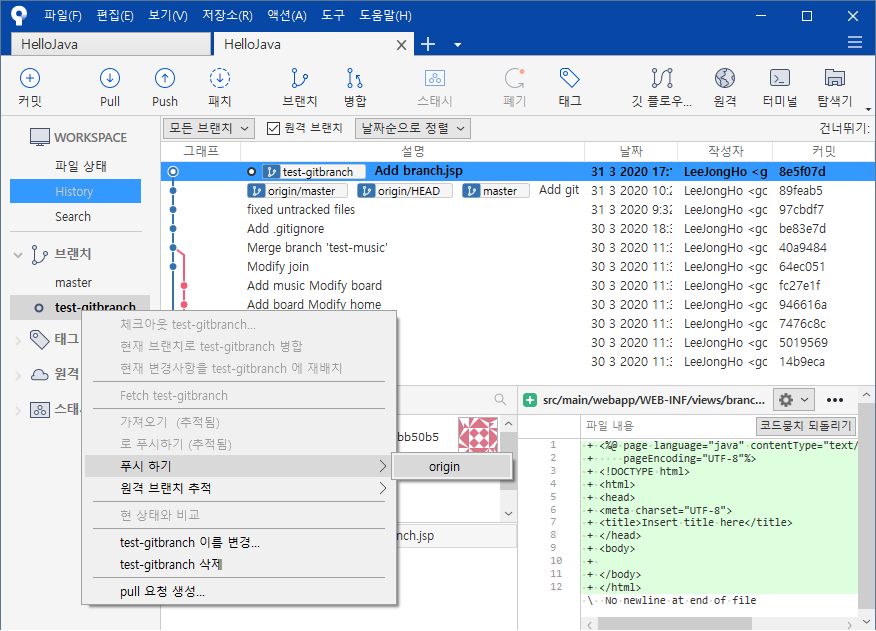 파일(F) 편집(E) 보기(V) 저장소(R) 액션(A) 도구 도움말(H)
HelloJava HelloJava
커밋 Pull Push 패치 브랜치 병합 스태시 폐기 태그 깃 플로우... 원격 터미널 탐색기
WORKSPACE
파일 상태
History
Search
브랜치
master
test-gitbranch
태그
원격
스태
모든 브랜치 원격 브랜치 날짜순으로 정렬 건너뛰기:
그래프 설명 날짜 작성자 커밋
test-gitbranch Add branch.jsp 31 3 2020 17: LeeJongHo <gc 8e5f07d
origin/master origin/HEAD master Add git 31 3 2020 10:2 LeeJongHo <gc 89feab5
fixed untracked files 31 3 2020 9:32 LeeJongHo <gc 97cbdf7
Add .gitignore 30 3 2020 18:3 LeeJongHo <gc be83e7d
Merge branch 'test-music' 30 3 2020 11:3 LeeJongHo <gc 40a9484
Modify join 30 3 2020 11:3 LeeJongHo <gc 64ec051
Add music Modify board 30 3 2020 11:3 LeeJongHo <gc fc27e1f
Add board Modify home 30 3 2020 11:3 LeeJongHo <gc 946616a
30 3 2020 11:3 LeeJongHo <gc 7476c8c
30 3 2020 11:3 LeeJongHo <gc 5019569
30 3 2020 11:3 LeeJongHo <gc 14b9eca
체크아웃 test-gitbranch...
현재 브랜치로 test-gitbranch 병합
현재 변경사항을 test-gitbranch 에 재배치
Fetch test-gitbranch
가져오기 (추적됨)
로 푸시하기 (추적됨)
푸시 하기
origin
원격 브랜치 추적
현 상태와 비교
test-gitbranch 이름 변경...
test-gitbranch 삭제
pull 요청 생성...
bb50b5
nch.jsp
src/main/webapp/WEB-INF/views/branc...
파일 내용 코드뭉치 되돌리기
1 + <%@ page language="java" contentType="text/
2 + pageEncoding="UTF-8"%>
3 + <!DOCTYPE html>
4 + <html>
5 + <head>
6 + <meta charset="UTF-8">
7 + <title>Insert title here</title>
8 + </head>
9 + <body>
10 +
11 + </body>
12 + </html>
\ No newline at end of file